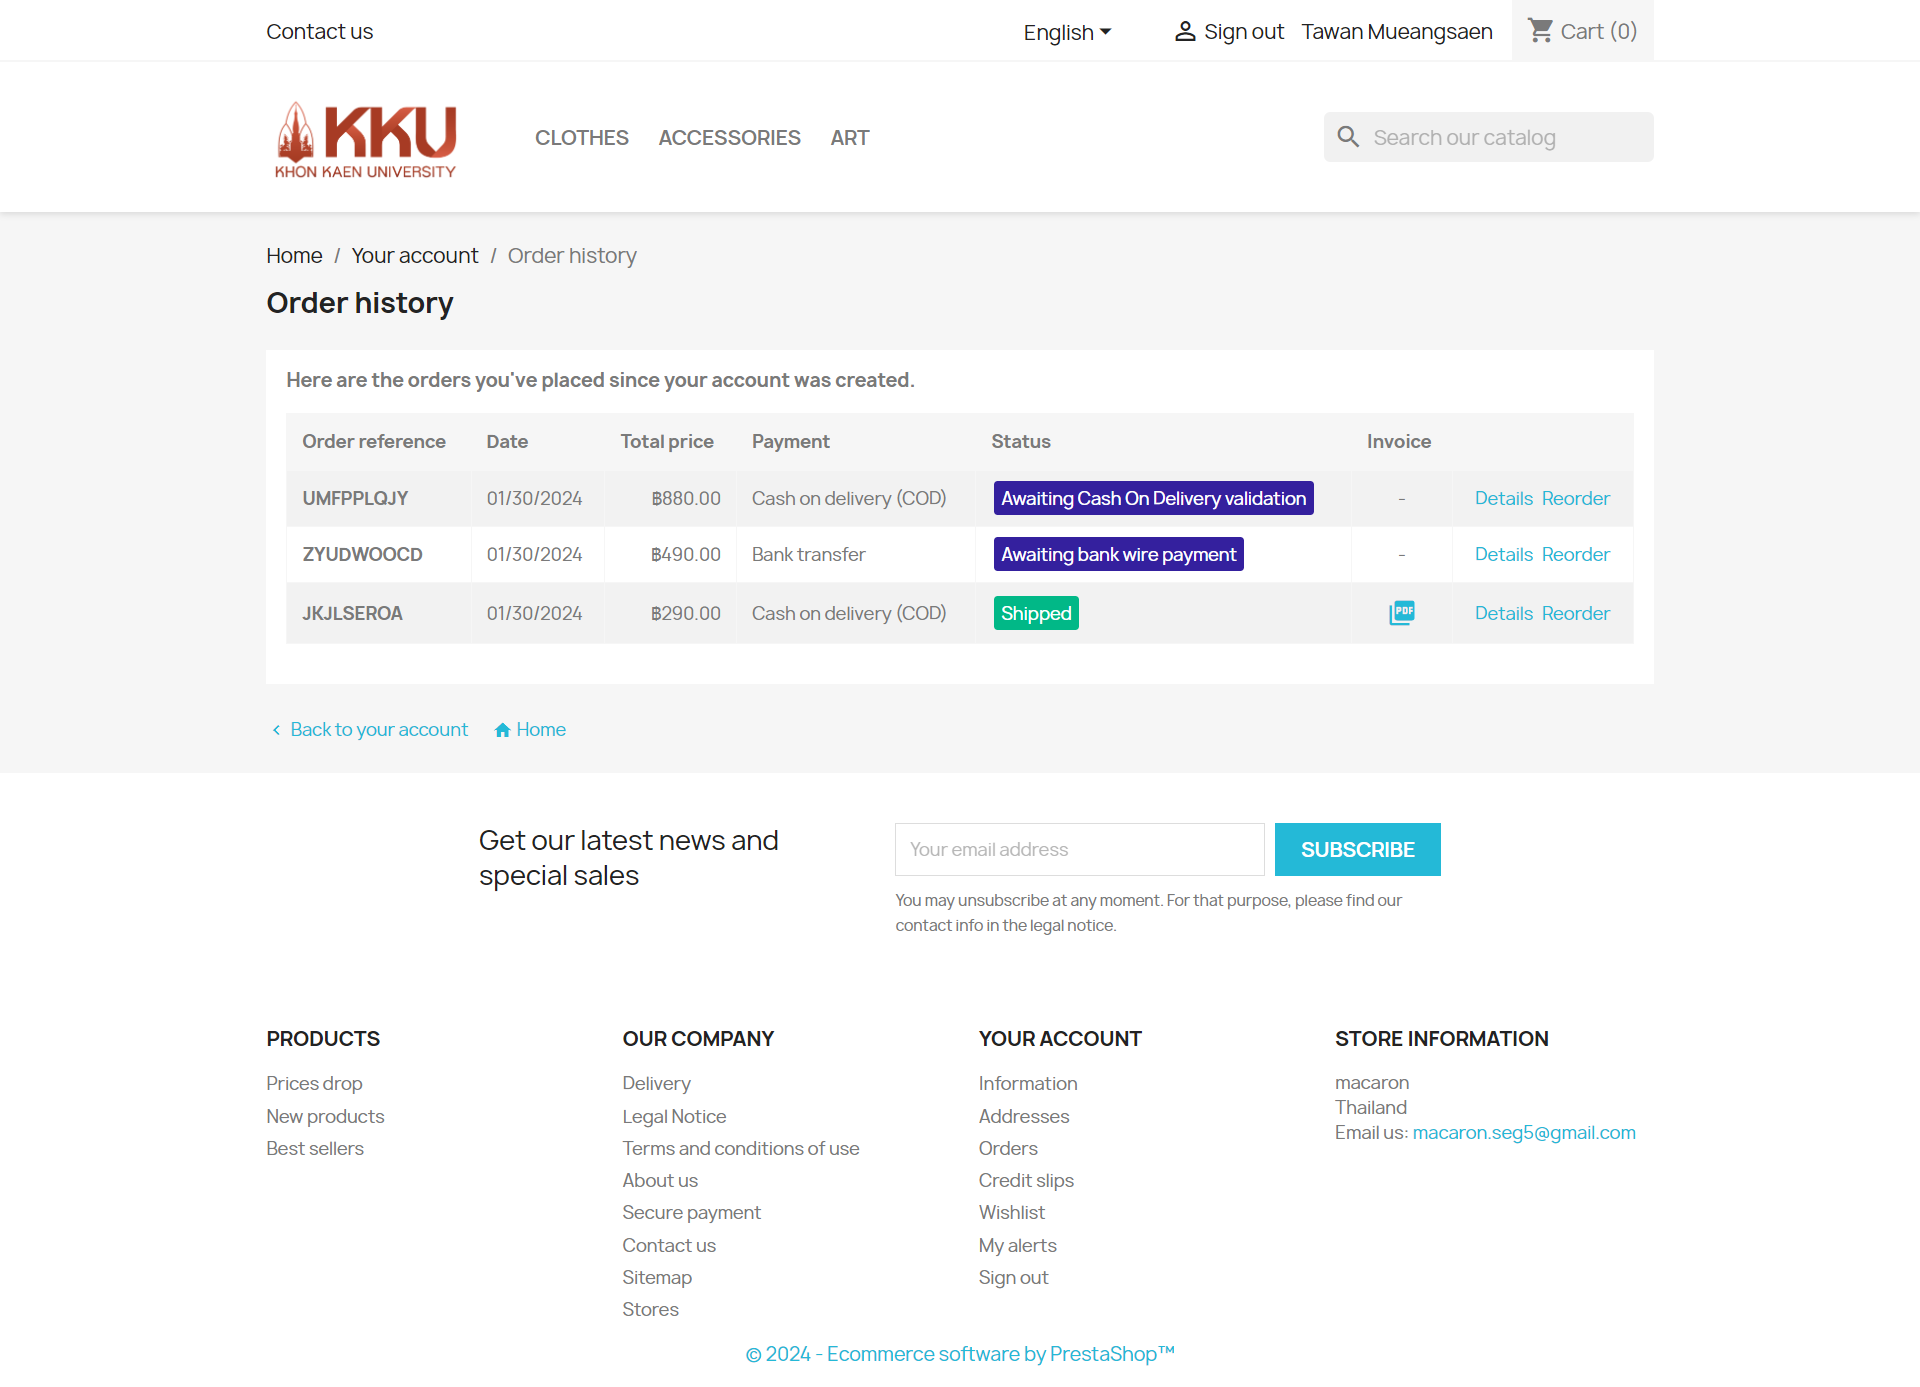 Contact us
English
Sign out Tawan Mueangsaen
Cart (0)
KKU
KHON KAEN UNIVERSITY
CLOTHES ACCESSORIES ART
Search our catalog
Home / Your account / Order history
Order history
Here are the orders you've placed since your account was created.
Order reference Date Total price Payment Status Invoice
UMFPPLQJY 01/30/2024 ฿880.00 Cash on delivery (COD) Awaiting Cash On Delivery validation - Details Reorder
ZYUDWOOCD 01/30/2024 ฿490.00 Bank transfer Awaiting bank wire payment - Details Reorder
JKJLSEROA 01/30/2024 ฿290.00 Cash on delivery (COD) Shipped PDF Details Reorder
Back to your account Home
Get our latest news and
special sales
Your email address
SUBSCRIBE
You may unsubscribe at any moment. For that purpose, please find our
contact info in the legal notice.
PRODUCTS
Prices drop
New products
Best sellers
OUR COMPANY
Delivery
Legal Notice
Terms and conditions of use
About us
Secure payment
Contact us
Sitemap
Stores
YOUR ACCOUNT
Information
Addresses
Orders
Credit slips
Wishlist
My alerts
Sign out
STORE INFORMATION
macaron
Thailand
Email us: macaron.seg5@gmail.com
© 2024 - Ecommerce software by PrestaShop™